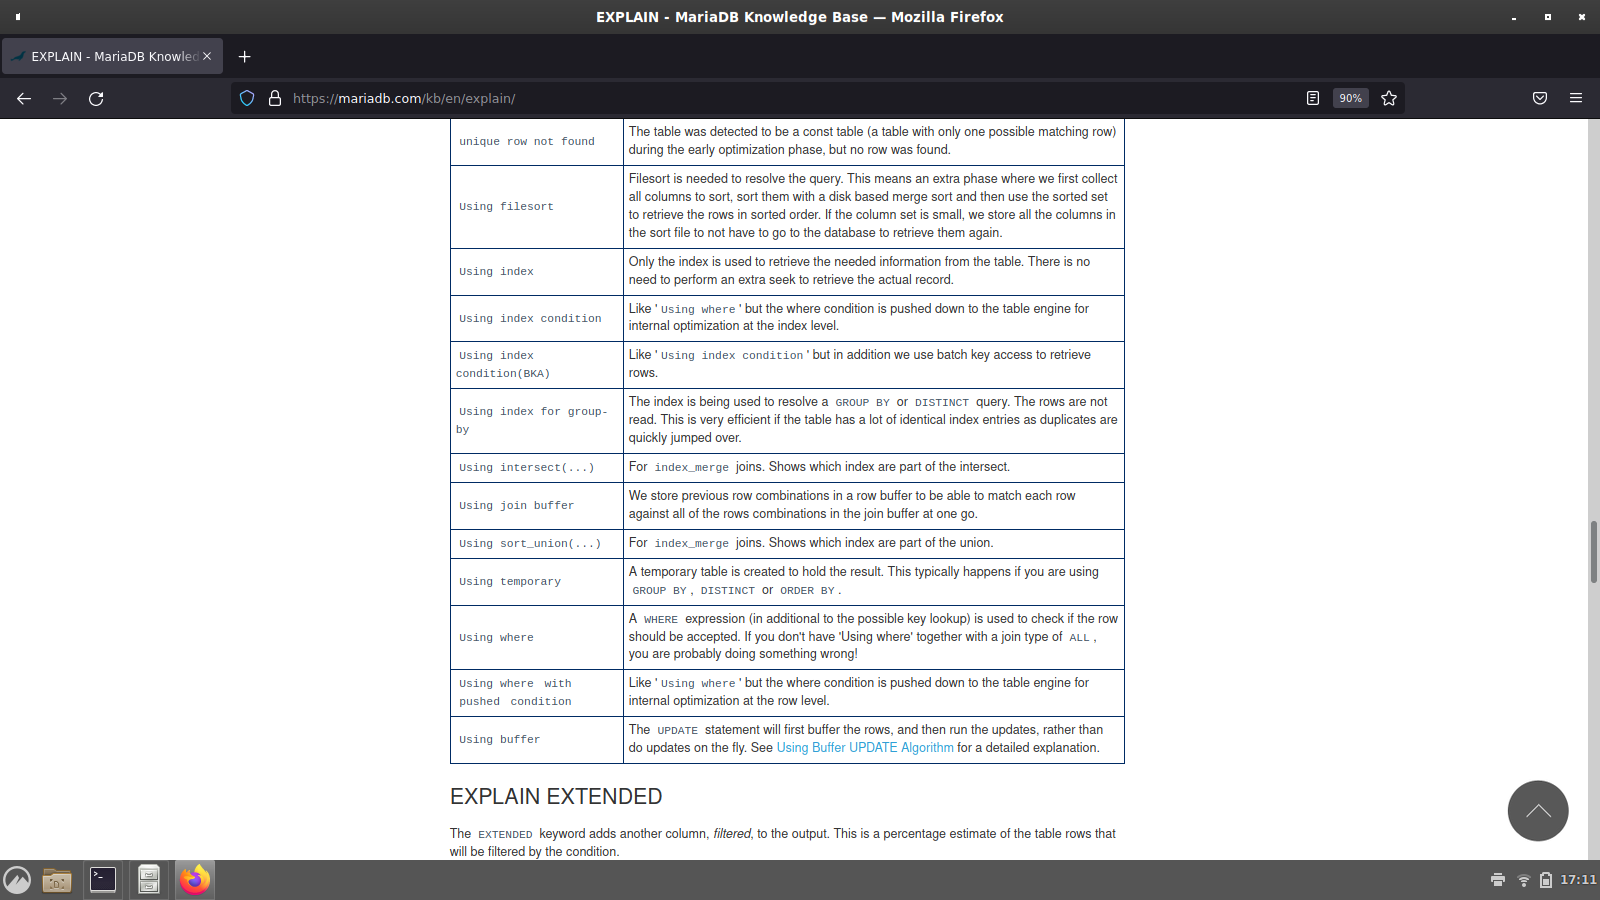 EXPLAIN - MariaDB Knowledge Base — Mozilla Firefox
EXPLAIN - MariaDB Knowled
https://mariadb.com/kb/en/explain/
90%
unique row not found
The table was detected to be a const table (a table with only one possible matching row)
during the early optimization phase, but no row was found.
Using filesort
Filesort is needed to resolve the query. This means an extra phase where we first collect
all columns to sort, sort them with a disk based merge sort and then use the sorted set
to retrieve the rows in sorted order. If the column set is small, we store all the columns in
the sort file to not have to go to the database to retrieve them again.
Using index
Only the index is used to retrieve the needed information from the table. There is no
need to perform an extra seek to retrieve the actual record.
Using index condition
Like ' Using where ' but the where condition is pushed down to the table engine for
internal optimization at the index level.
Using index
condition(BKA)
Like ' Using index condition ' but in addition we use batch key access to retrieve
rows.
Using index for group-
by
The index is being used to resolve a GROUP BY or DISTINCT query. The rows are not
read. This is very efficient if the table has a lot of identical index entries as duplicates are
quickly jumped over.
Using intersect(...)
For index_merge joins. Shows which index are part of the intersect.
Using join buffer
We store previous row combinations in a row buffer to be able to match each row
against all of the rows combinations in the join buffer at one go.
Using sort_union(...)
For index_merge joins. Shows which index are part of the union.
Using temporary
A temporary table is created to hold the result. This typically happens if you are using
GROUP BY , DISTINCT or ORDER BY .
Using where
A WHERE expression (in additional to the possible key lookup) is used to check if the row
should be accepted. If you don't have 'Using where' together with a join type of ALL ,
you are probably doing something wrong!
Using where with
pushed condition
Like ' Using where ' but the where condition is pushed down to the table engine for
internal optimization at the row level.
Using buffer
The UPDATE statement will first buffer the rows, and then run the updates, rather than
do updates on the fly. See Using Buffer UPDATE Algorithm for a detailed explanation.
EXPLAIN EXTENDED
The EXTENDED keyword adds another column, filtered, to the output. This is a percentage estimate of the table rows that
will be filtered by the condition.
17:11